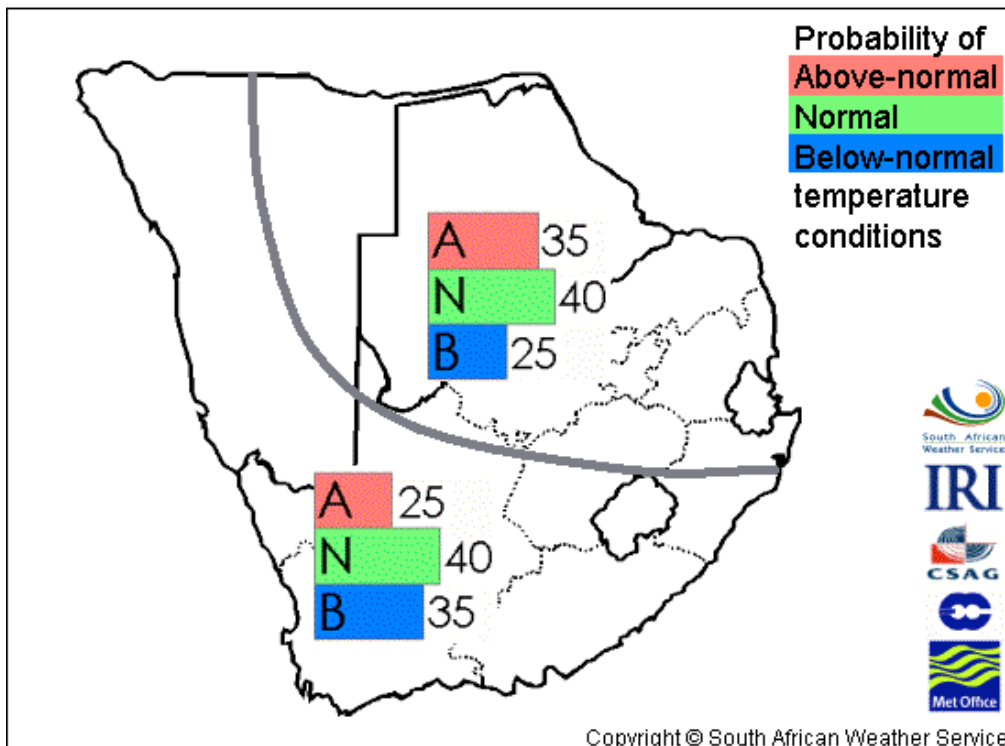 Probability of
Above-normal
Normal
Below-normal
temperature
conditions
A 35
N 40
B 25
A 25
N 40
B 35
South African
Weather Service
IRI
CSAG
Met Office
Copyright © South African Weather Service